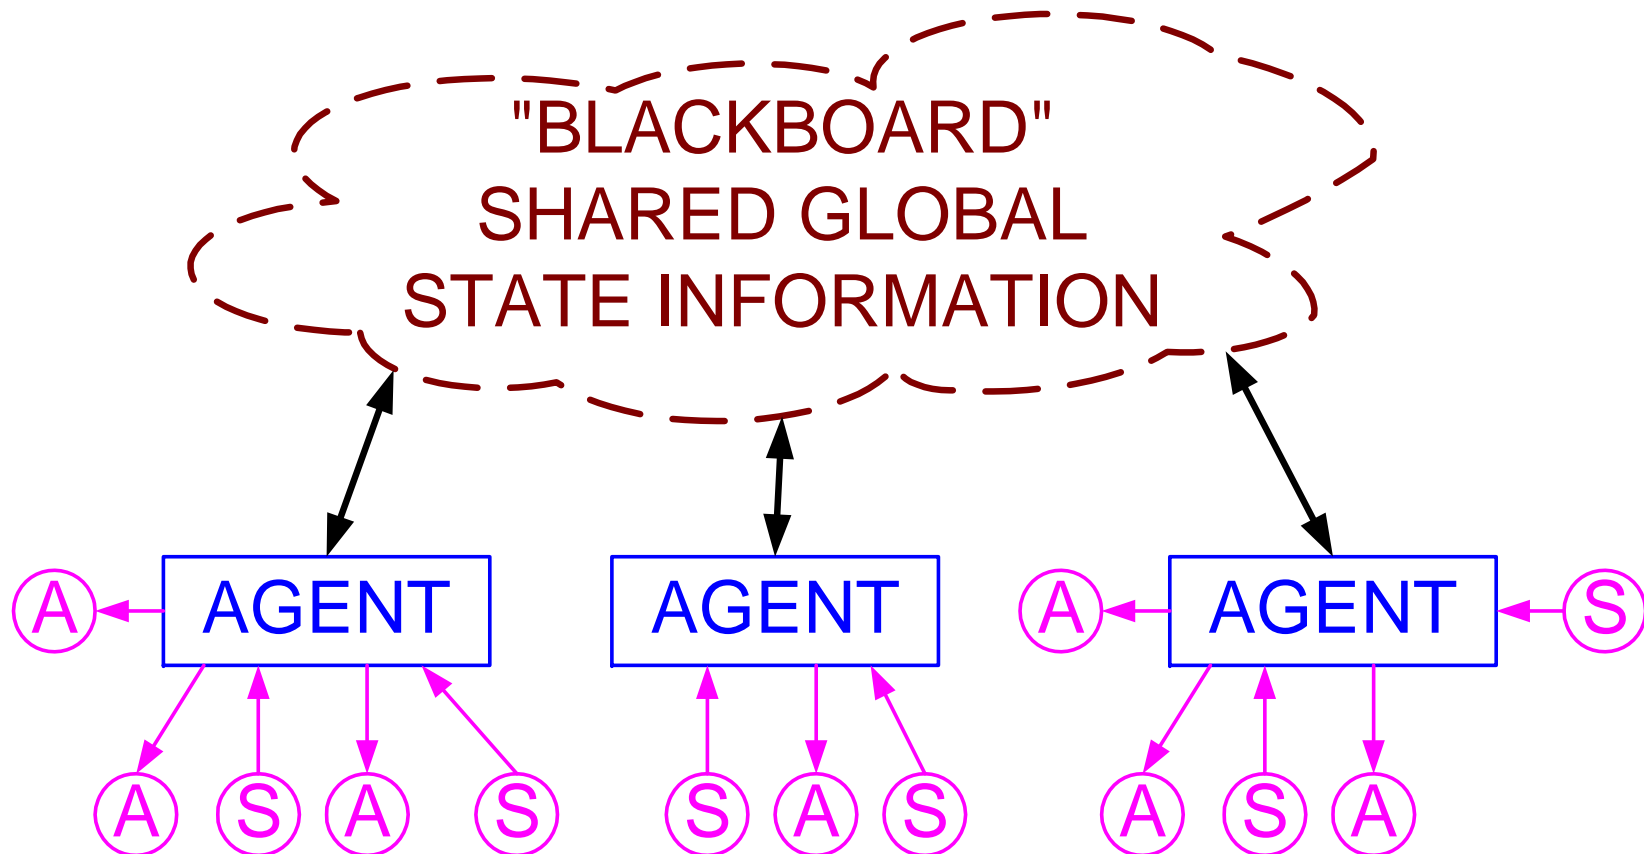 "BLACKBOARD"
SHARED GLOBAL
STATE INFORMATION
A AGENT AGENT A AGENT S
A S A S S A S A S A